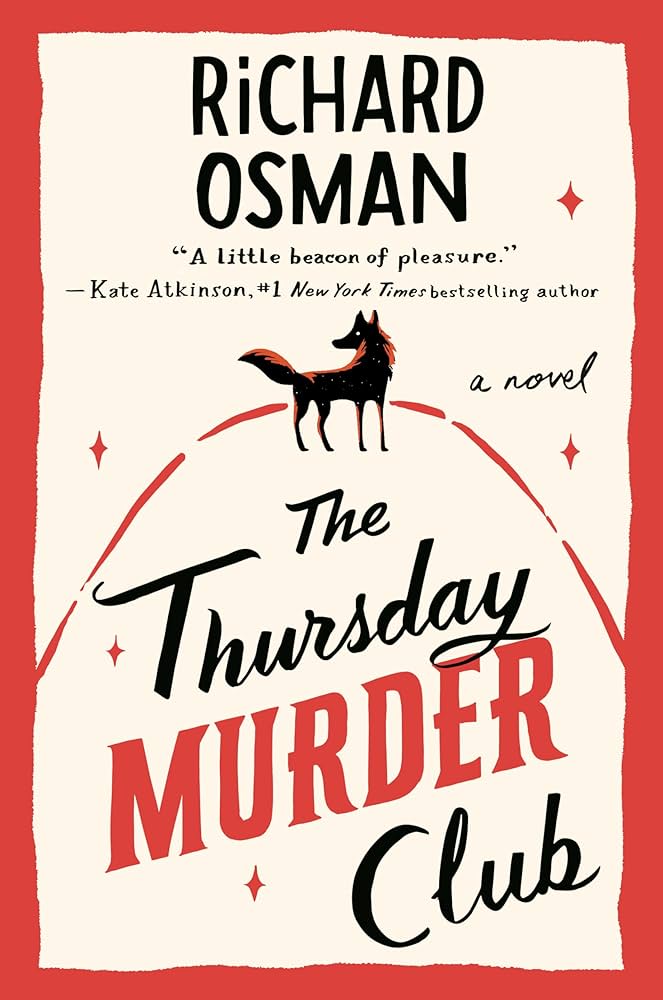 RiCHARD
OSMAN
“A little beacon of pleasure.”
—Kate Atkinson, #1 New York Times bestselling author
a novel
The
Thursday
MURDER
Club